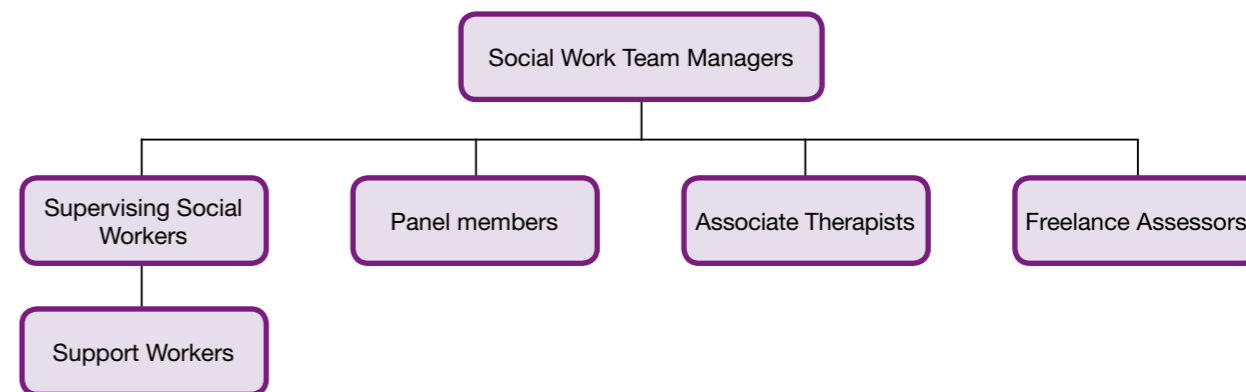 Social Work Team Managers
Supervising Social
Workers
Panel members
Associate Therapists
Freelance Assessors
Support Workers